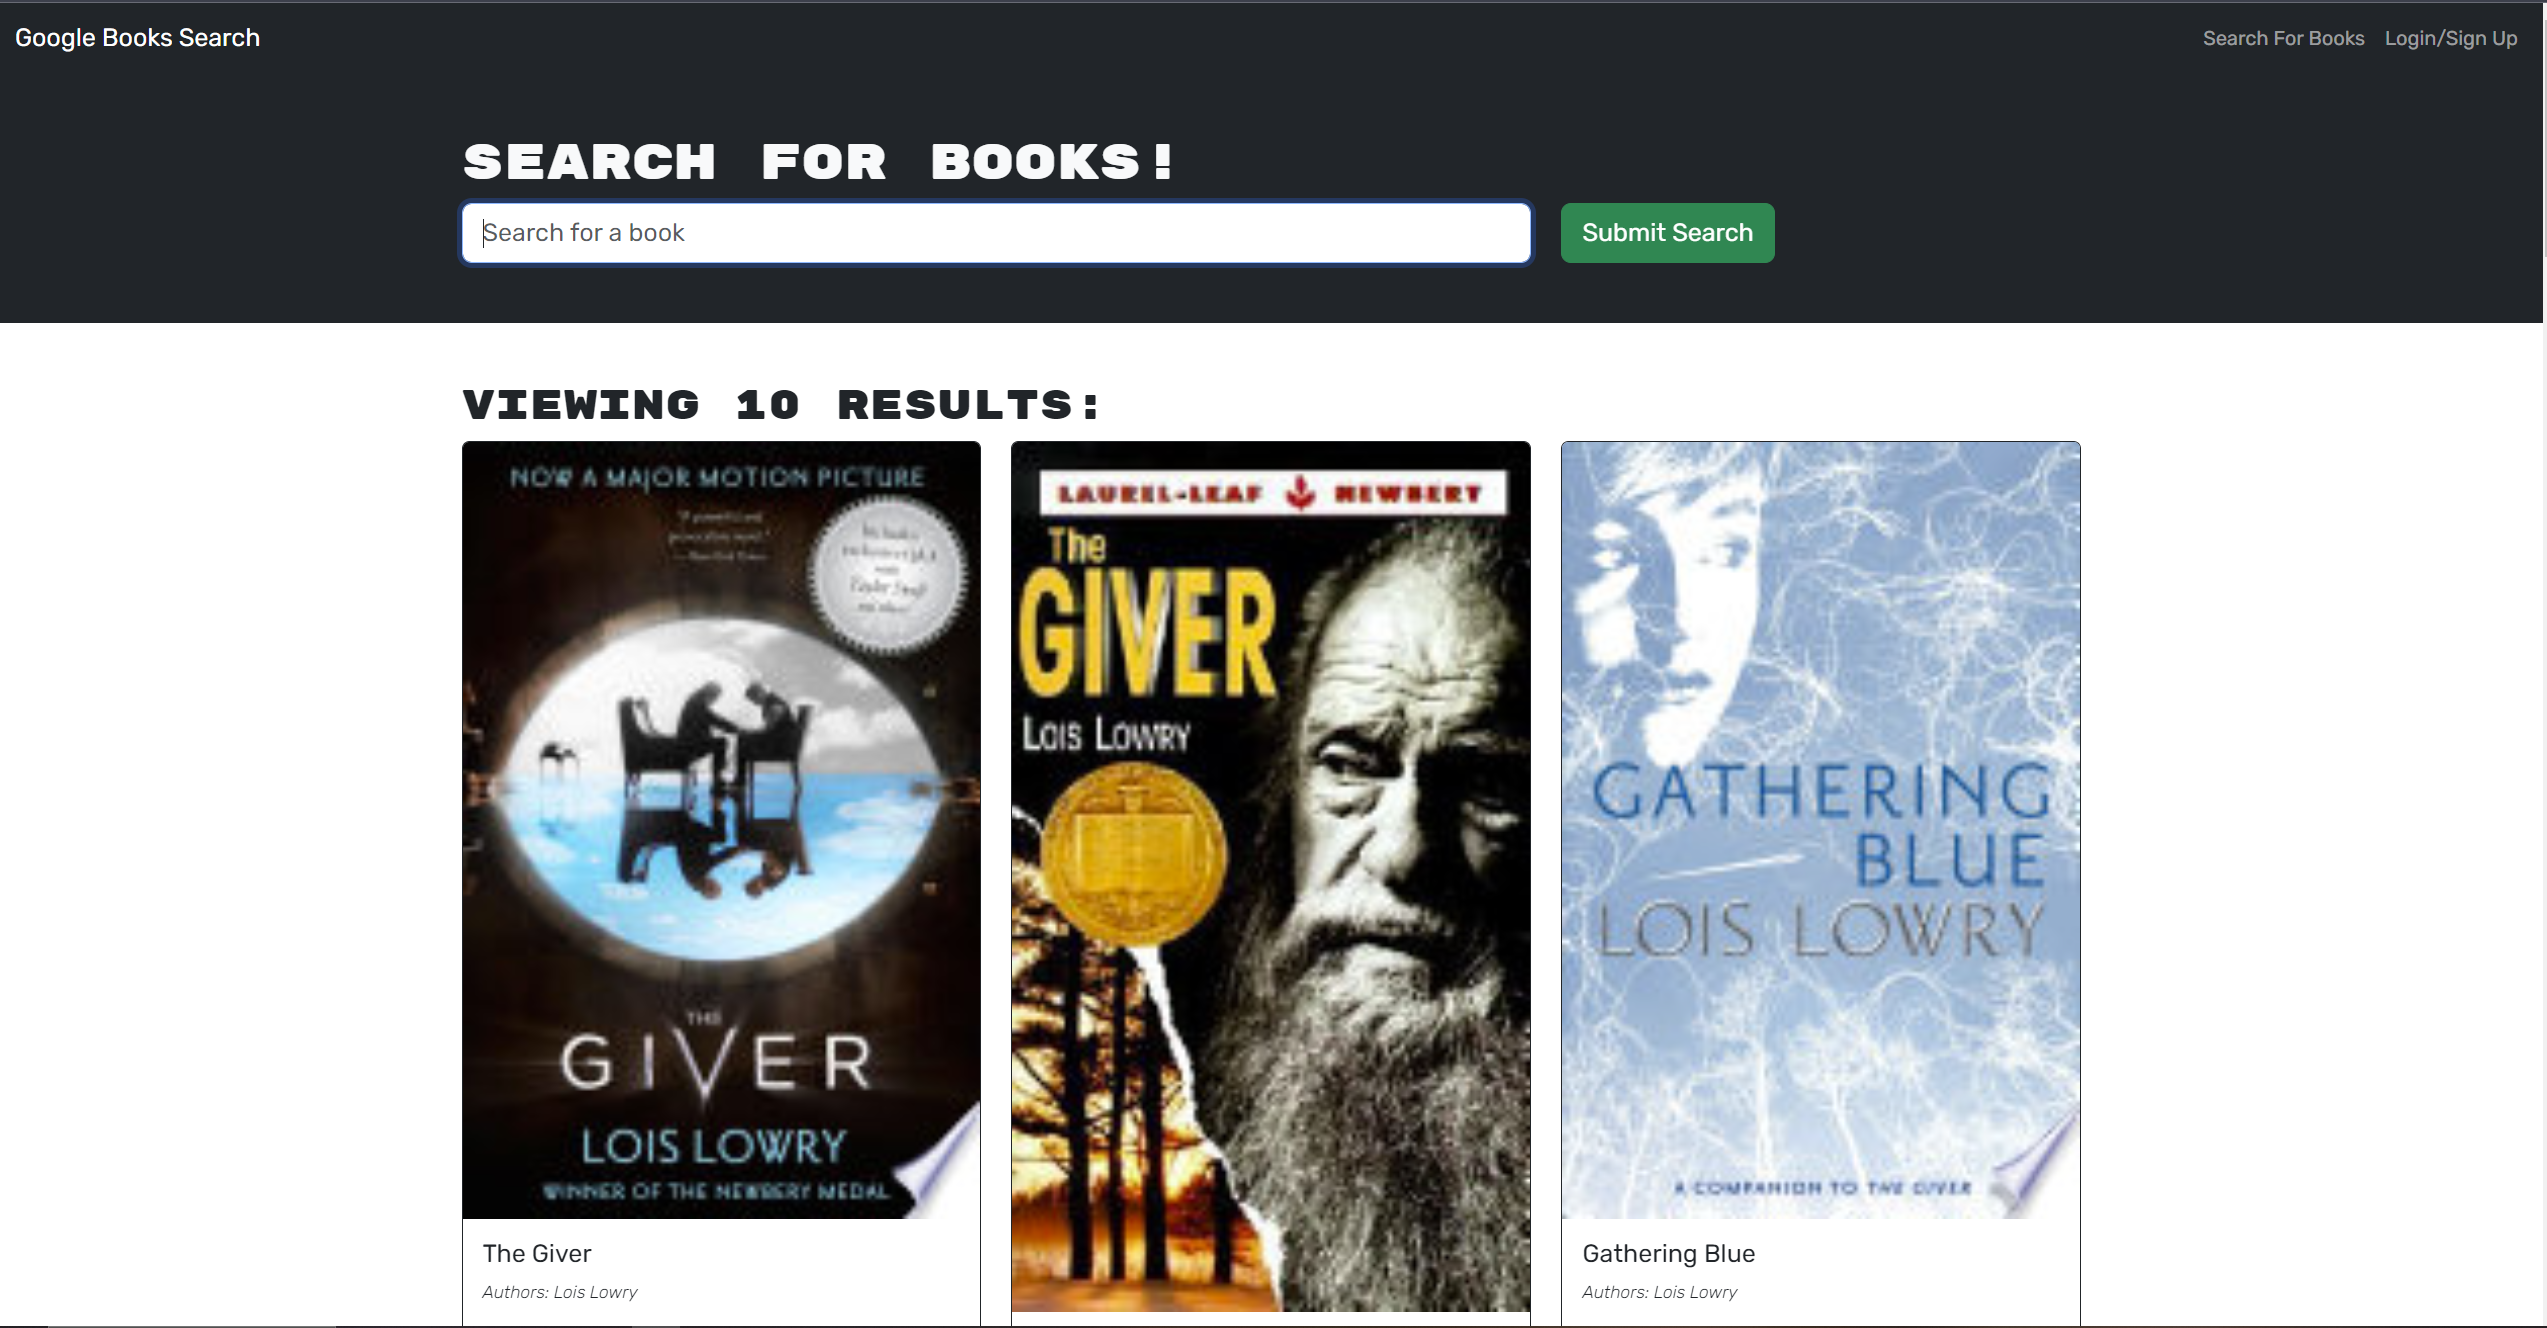 Google Books Search
Search For Books
Login/Sign Up
SEARCH FOR BOOKS!
Search for a book
Submit Search
VIEWING 10 RESULTS:
NOW A MAJOR MOTION PICTURE
THE
GIVER
LOIS LOWRY
WINNER OF THE NEWBERY MEDAL
The Giver
Authors: Lois Lowry
LAUREL-LEAF NEWBERY
The
GIVER
LOIS LOWRY
GATHERING
BLUE
LOIS LOWRY
A COMPANION TO THE GIVER
Gathering Blue
Authors: Lois Lowry